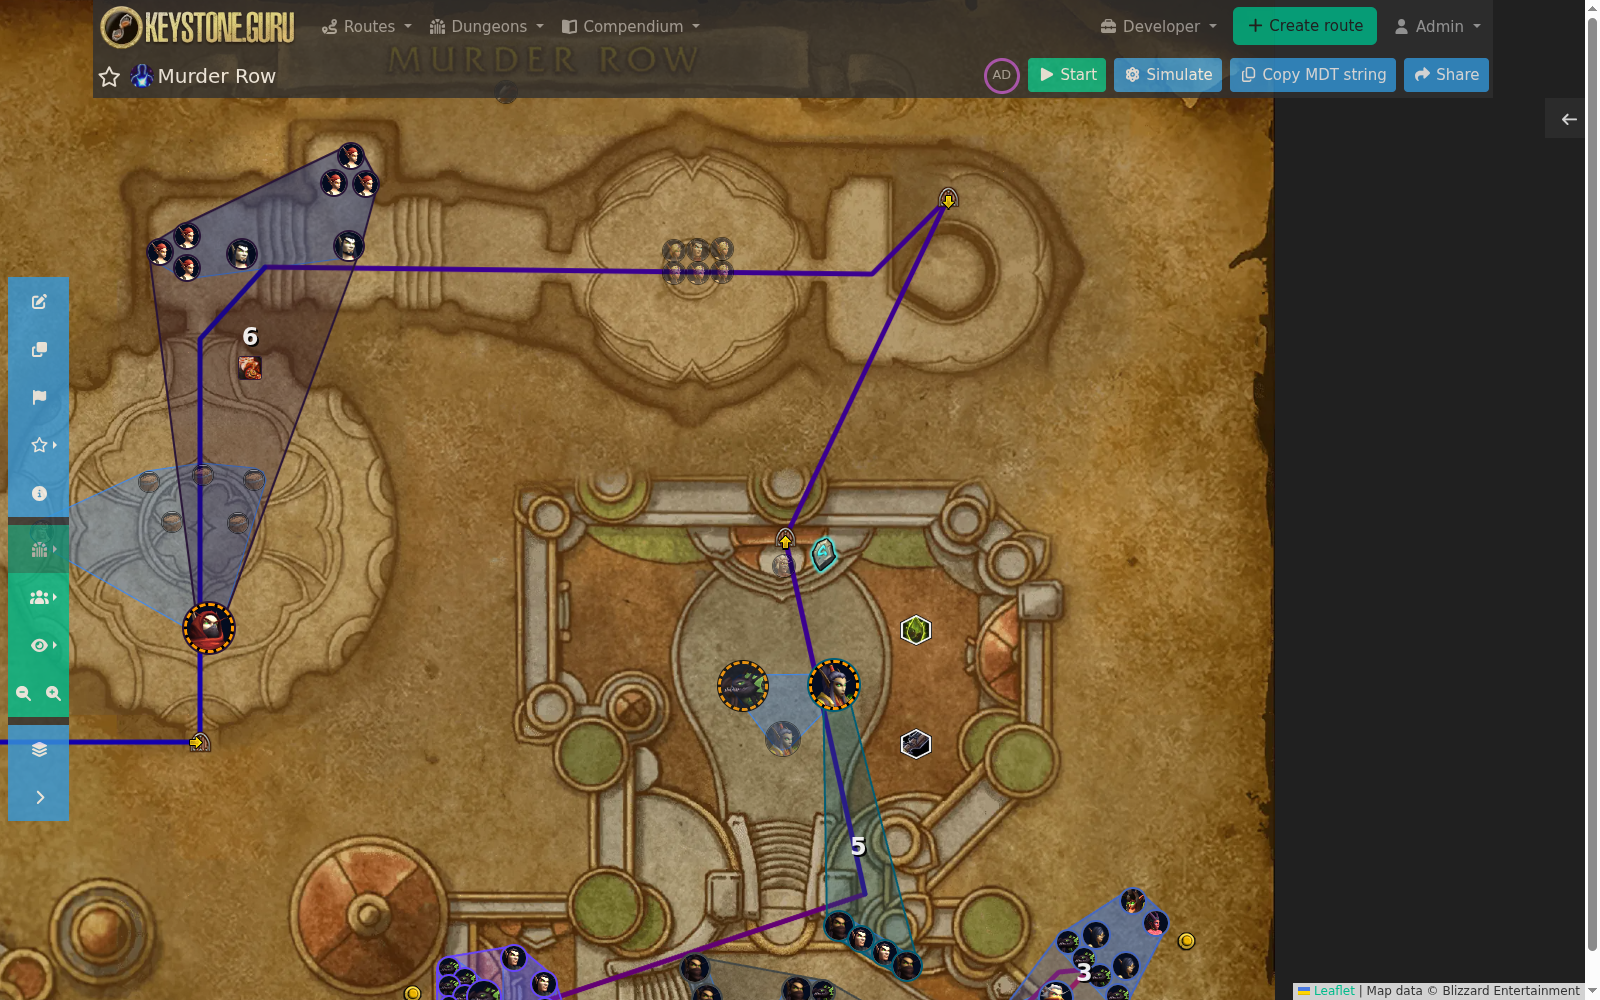 KEYSTONE.GURU
Routes
Dungeons
Compendium
Developer
Create route
Admin
MURDER ROW
Murder Row
AD
Start
Simulate
Copy MDT string
Share
6
5
3
Leaflet | Map data © Blizzard Entertainment